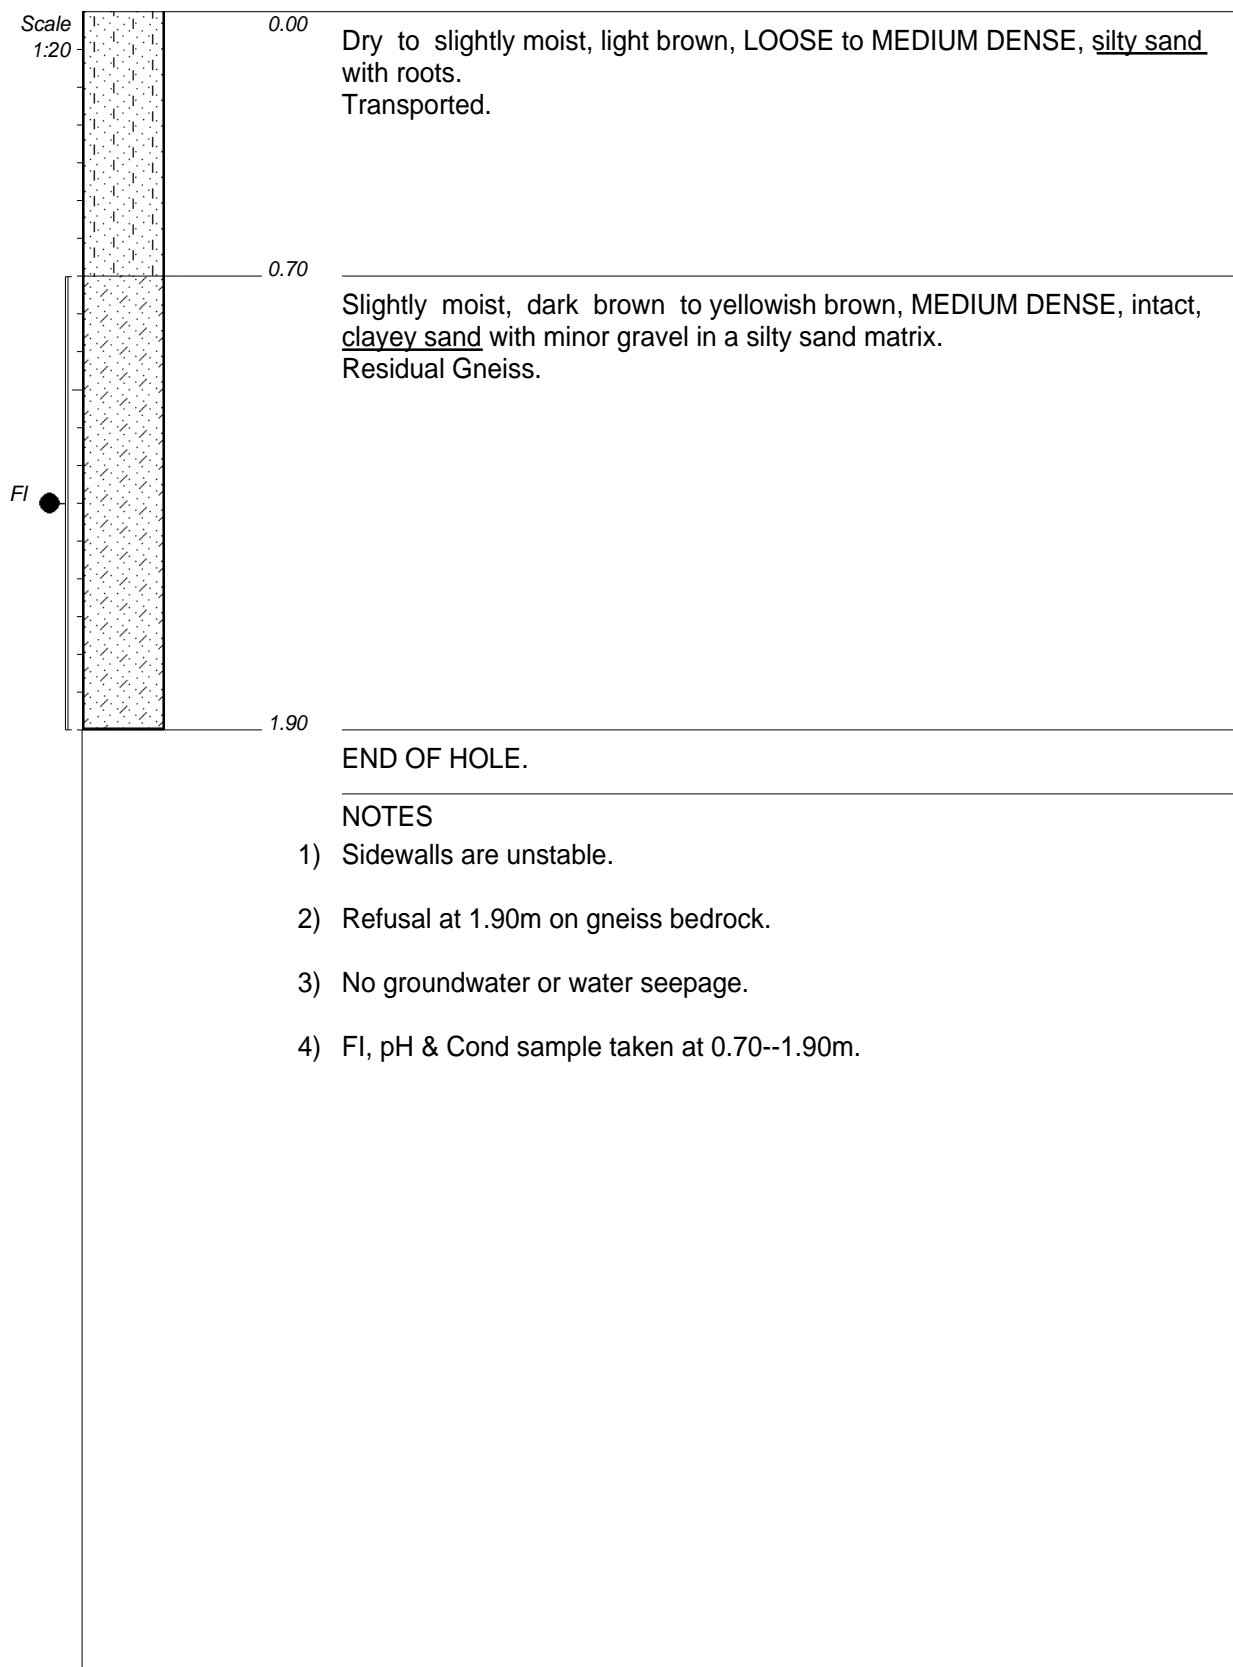 Scale
1:20
0.00
Dry to slightly moist, light brown, LOOSE to MEDIUM DENSE, silty sand
with roots.
Transported.
0.70
Slightly moist, dark brown to yellowish brown, MEDIUM DENSE, intact,
clayey sand with minor gravel in a silty sand matrix.
Residual Gneiss.
FI
1.90
END OF HOLE.
NOTES
1) Sidewalls are unstable.
2) Refusal at 1.90m on gneiss bedrock.
3) No groundwater or water seepage.
4) FI, pH & Cond sample taken at 0.70--1.90m.